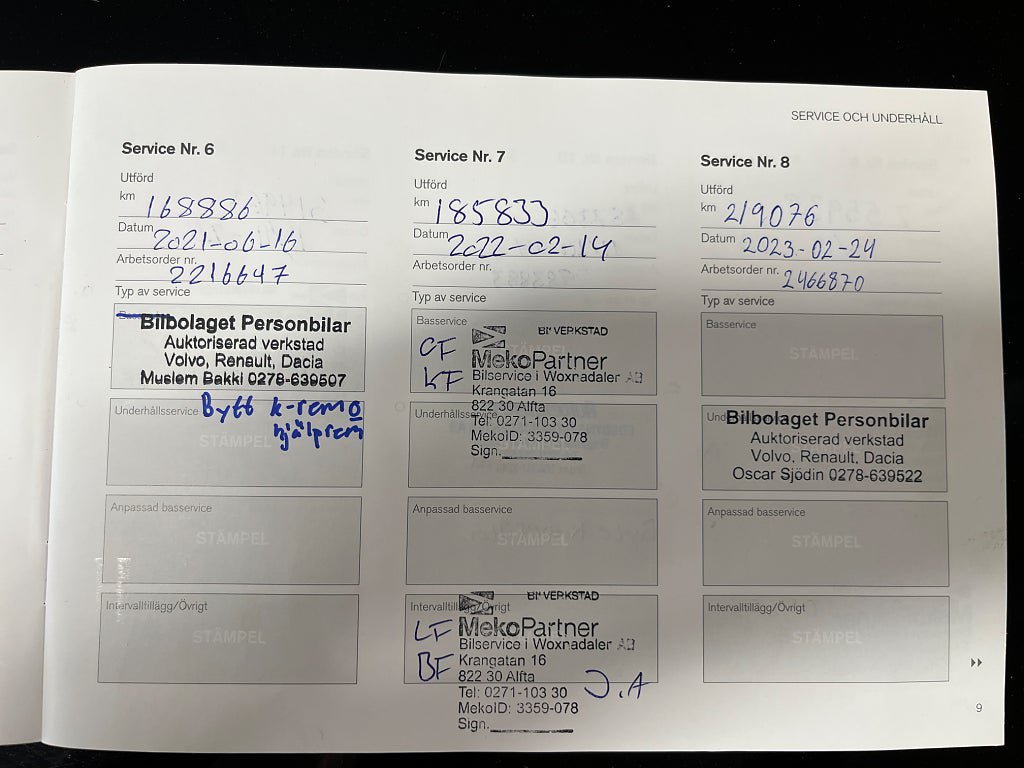 SERVICE OCH UNDERHÅLL
Service Nr. 6
Utförd
km 168886
Datum 2021-06-16
Arbetsorder nr.
2216647
Typ av service
Bilbolaget Personbilar
Auktoriserad verkstad
Volvo, Renault, Dacia
Muslem Bakki 0278-639507
Underhållsservice Bytt k-rem o
hjälprem
STÄMPEL
Anpassad basservice
STÄMPEL
Intervalltillägg/Övrigt
STÄMPEL
Service Nr. 7
Utförd
km 185833
Datum 2022-02-14
Arbetsorder nr.
Typ av service
Basservice
BILVERKSTAD
OF
MekoPartner
KF
Bilservice i Woxnadalen AB
Krangatan 16
822 30 Alfta
Underhållsservice
Tel: 0271-103 30
MekoID: 3359-078
Sign.
Anpassad basservice
STÄMPEL
Intervalltillägg/Övrigt
BILVERKSTAD
LF MekoPartner
Bilservice i Woxnadalen AB
BF Krangatan 16
822 30 Alfta
J.A
Tel: 0271-103 30
MekoID: 3359-078
Sign.
Service Nr. 8
Utförd
km 219076
Datum 2023-02-24
Arbetsorder nr. 2466870
Typ av service
Basservice
STÄMPEL
Bilbolaget Personbilar
Auktoriserad verkstad
Volvo, Renault, Dacia
Oscar Sjödin 0278-639522
Anpassad basservice
STÄMPEL
Intervalltillägg/Övrigt
STÄMPEL
9